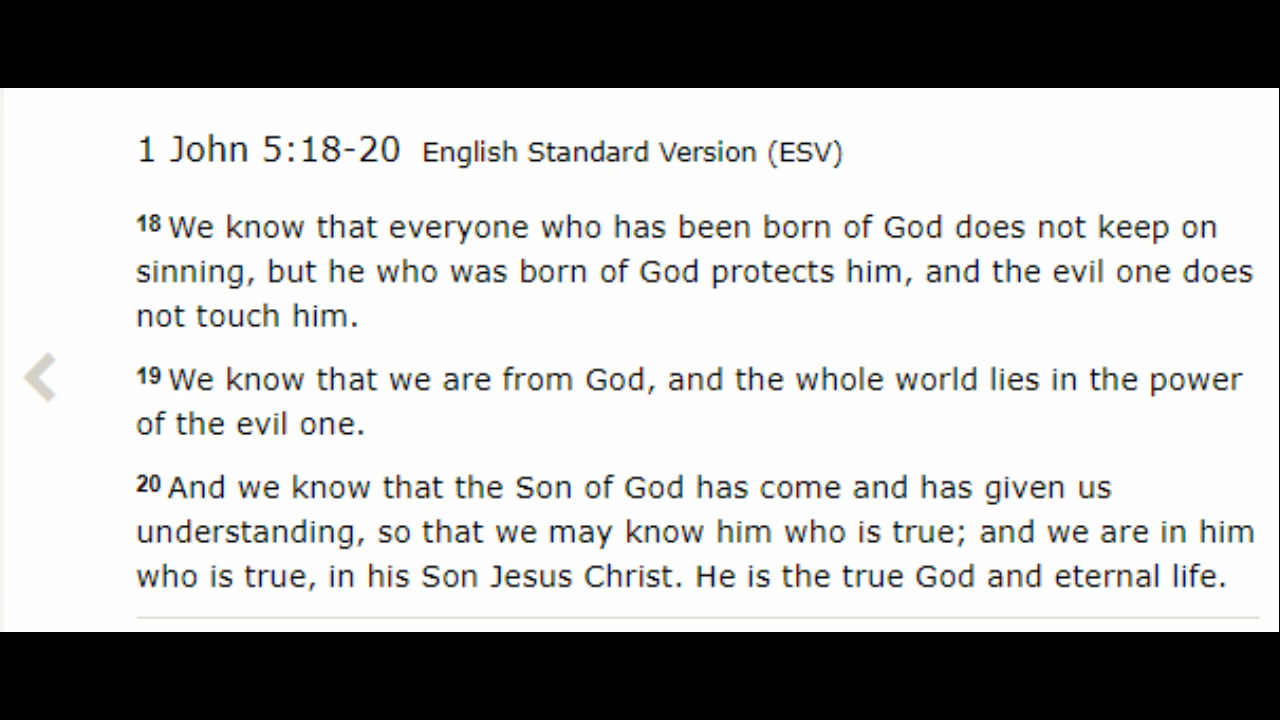 1 John 5:18-20 English Standard Version (ESV)
18 We know that everyone who has been born of God does not keep on
sinning, but he who was born of God protects him, and the evil one does
not touch him.
19 We know that we are from God, and the whole world lies in the power
of the evil one.
20 And we know that the Son of God has come and has given us
understanding, so that we may know him who is true; and we are in him
who is true, in his Son Jesus Christ. He is the true God and eternal life.